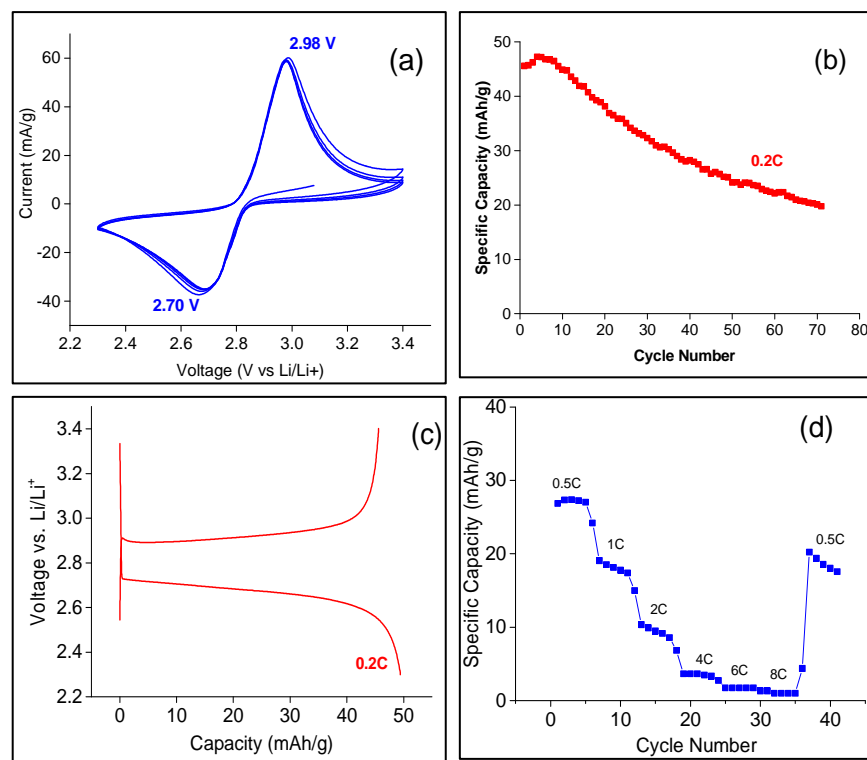 (a)
2.98 V
2.70 V
60
40
20
0
-20
-40
Current (mA/g)
2.2 2.4 2.6 2.8 3.0 3.2 3.4
Voltage (V vs Li/Li+)
(b)
0.2C
50
40
30
20
10
0
Specific Capacity (mAh/g)
0 10 20 30 40 50 60 70 80
Cycle Number
(c)
0.2C
3.4
3.2
3.0
2.8
2.6
2.4
2.2
Voltage vs. Li/Li⁺
0 10 20 30 40 50
Capacity (mAh/g)
(d)
0.5C
1C
2C
4C
6C
8C
0.5C
40
30
20
10
0
Specific Capacity (mAh/g)
0 10 20 30 40
Cycle Number